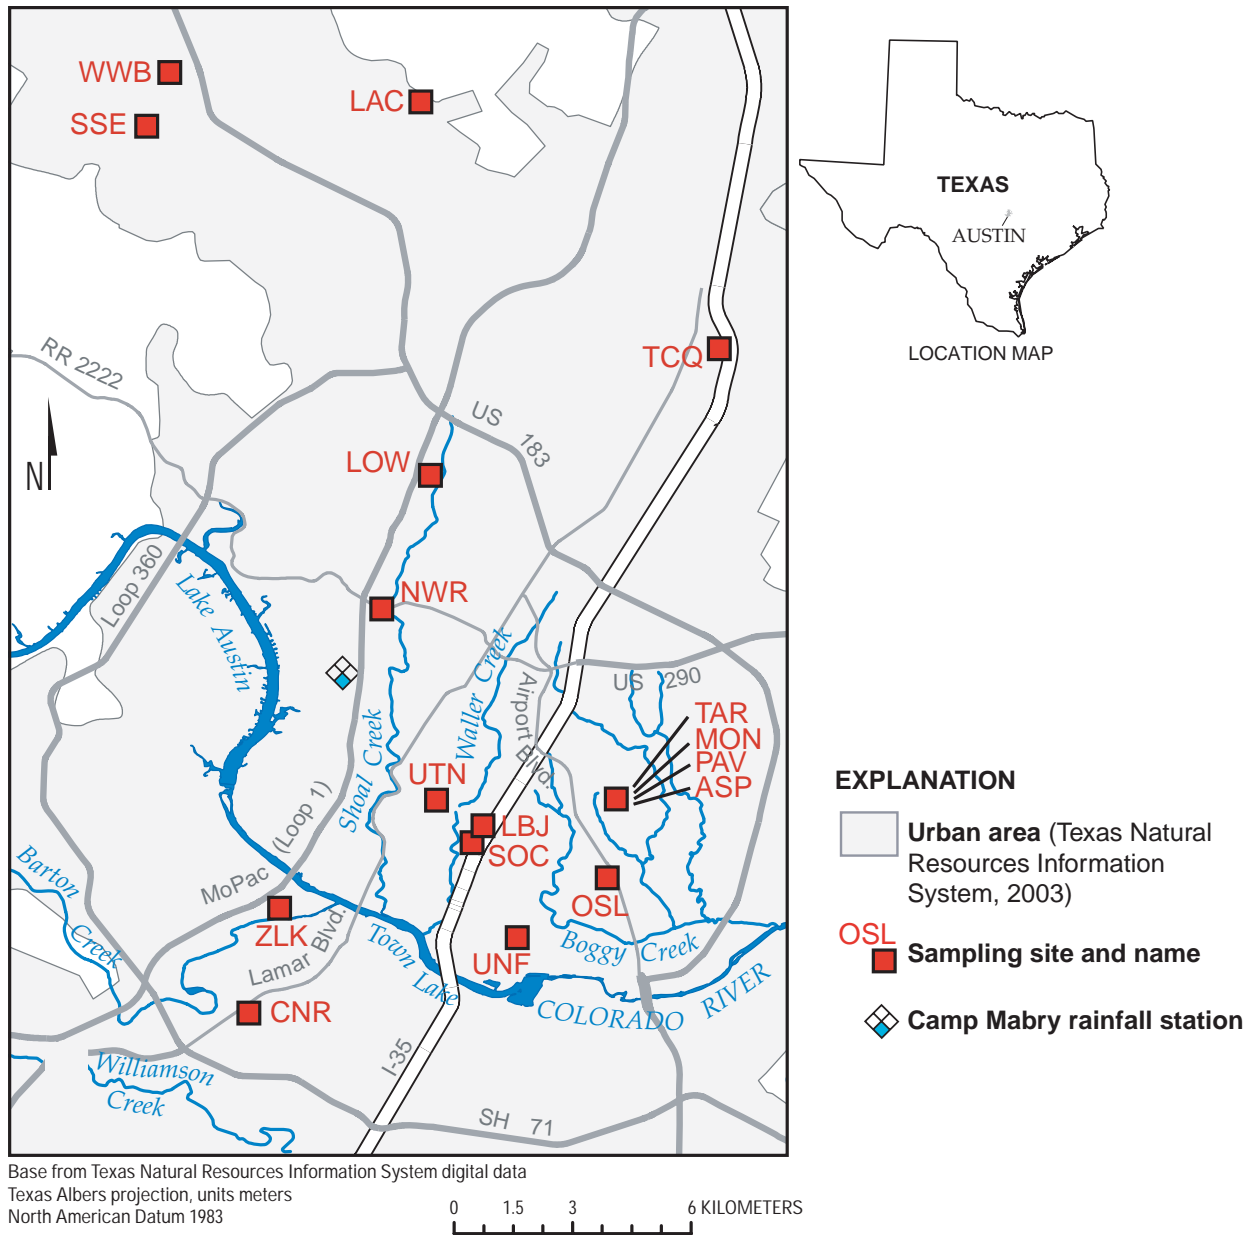 WWB
SSE
LAC
TEXAS
AUSTIN
LOCATION MAP
RR 2222
TCQ
US 183
N
LOW
Loop 360
Lake Austin
NWR
Waller Creek
US 290
Airport Blvd.
TAR
MON
PAV
ASP
Shoal Creek
UTN
MoPac (Loop 1)
LBJ
SOC
Barton Creek
OSL
ZLK
Lamar Blvd.
Town Lake
UNF
Boggy Creek
COLORADO RIVER
CNR
I-35
Williamson
Creek
SH 71
EXPLANATION
Urban area (Texas Natural
Resources Information
System, 2003)
OSL
Sampling site and name
Camp Mabry rainfall station
Base from Texas Natural Resources Information System digital data
Texas Albers projection, units meters
North American Datum 1983
0 1.5 3 6 KILOMETERS